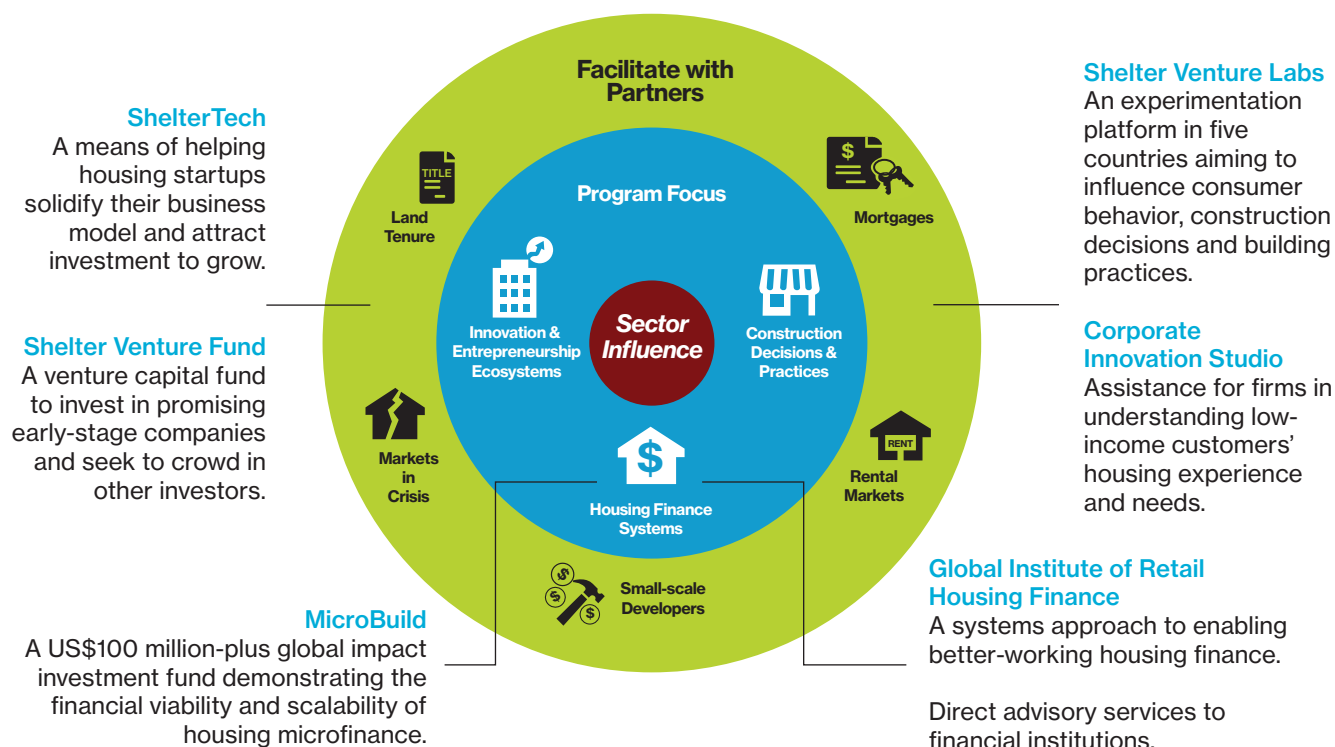 Facilitate with
Partners
TITLE
Land
Tenure
$
Mortgages
Program Focus
Innovation &
Entrepreneurship
Ecosystems
Sector
Influence
Construction
Decisions &
Practices
$
Housing Finance
Systems
Markets
in
Crisis
RENT
Rental
Markets
$
$
$
Small-scale
Developers
ShelterTech
A means of helping
housing startups
solidify their business
model and attract
investment to grow.
Shelter Venture Fund
A venture capital fund
to invest in promising
early-stage companies
and seek to crowd in
other investors.
MicroBuild
A US$100 million-plus global impact
investment fund demonstrating the
financial viability and scalability of
housing microfinance.
Shelter Venture Labs
An experimentation
platform in five
countries aiming to
influence consumer
behavior, construction
decisions and building
practices.
Corporate
Innovation Studio
Assistance for firms in
understanding low-
income customers’
housing experience
and needs.
Global Institute of Retail
Housing Finance
A systems approach to enabling
better-working housing finance.
Direct advisory services to
financial institutions.